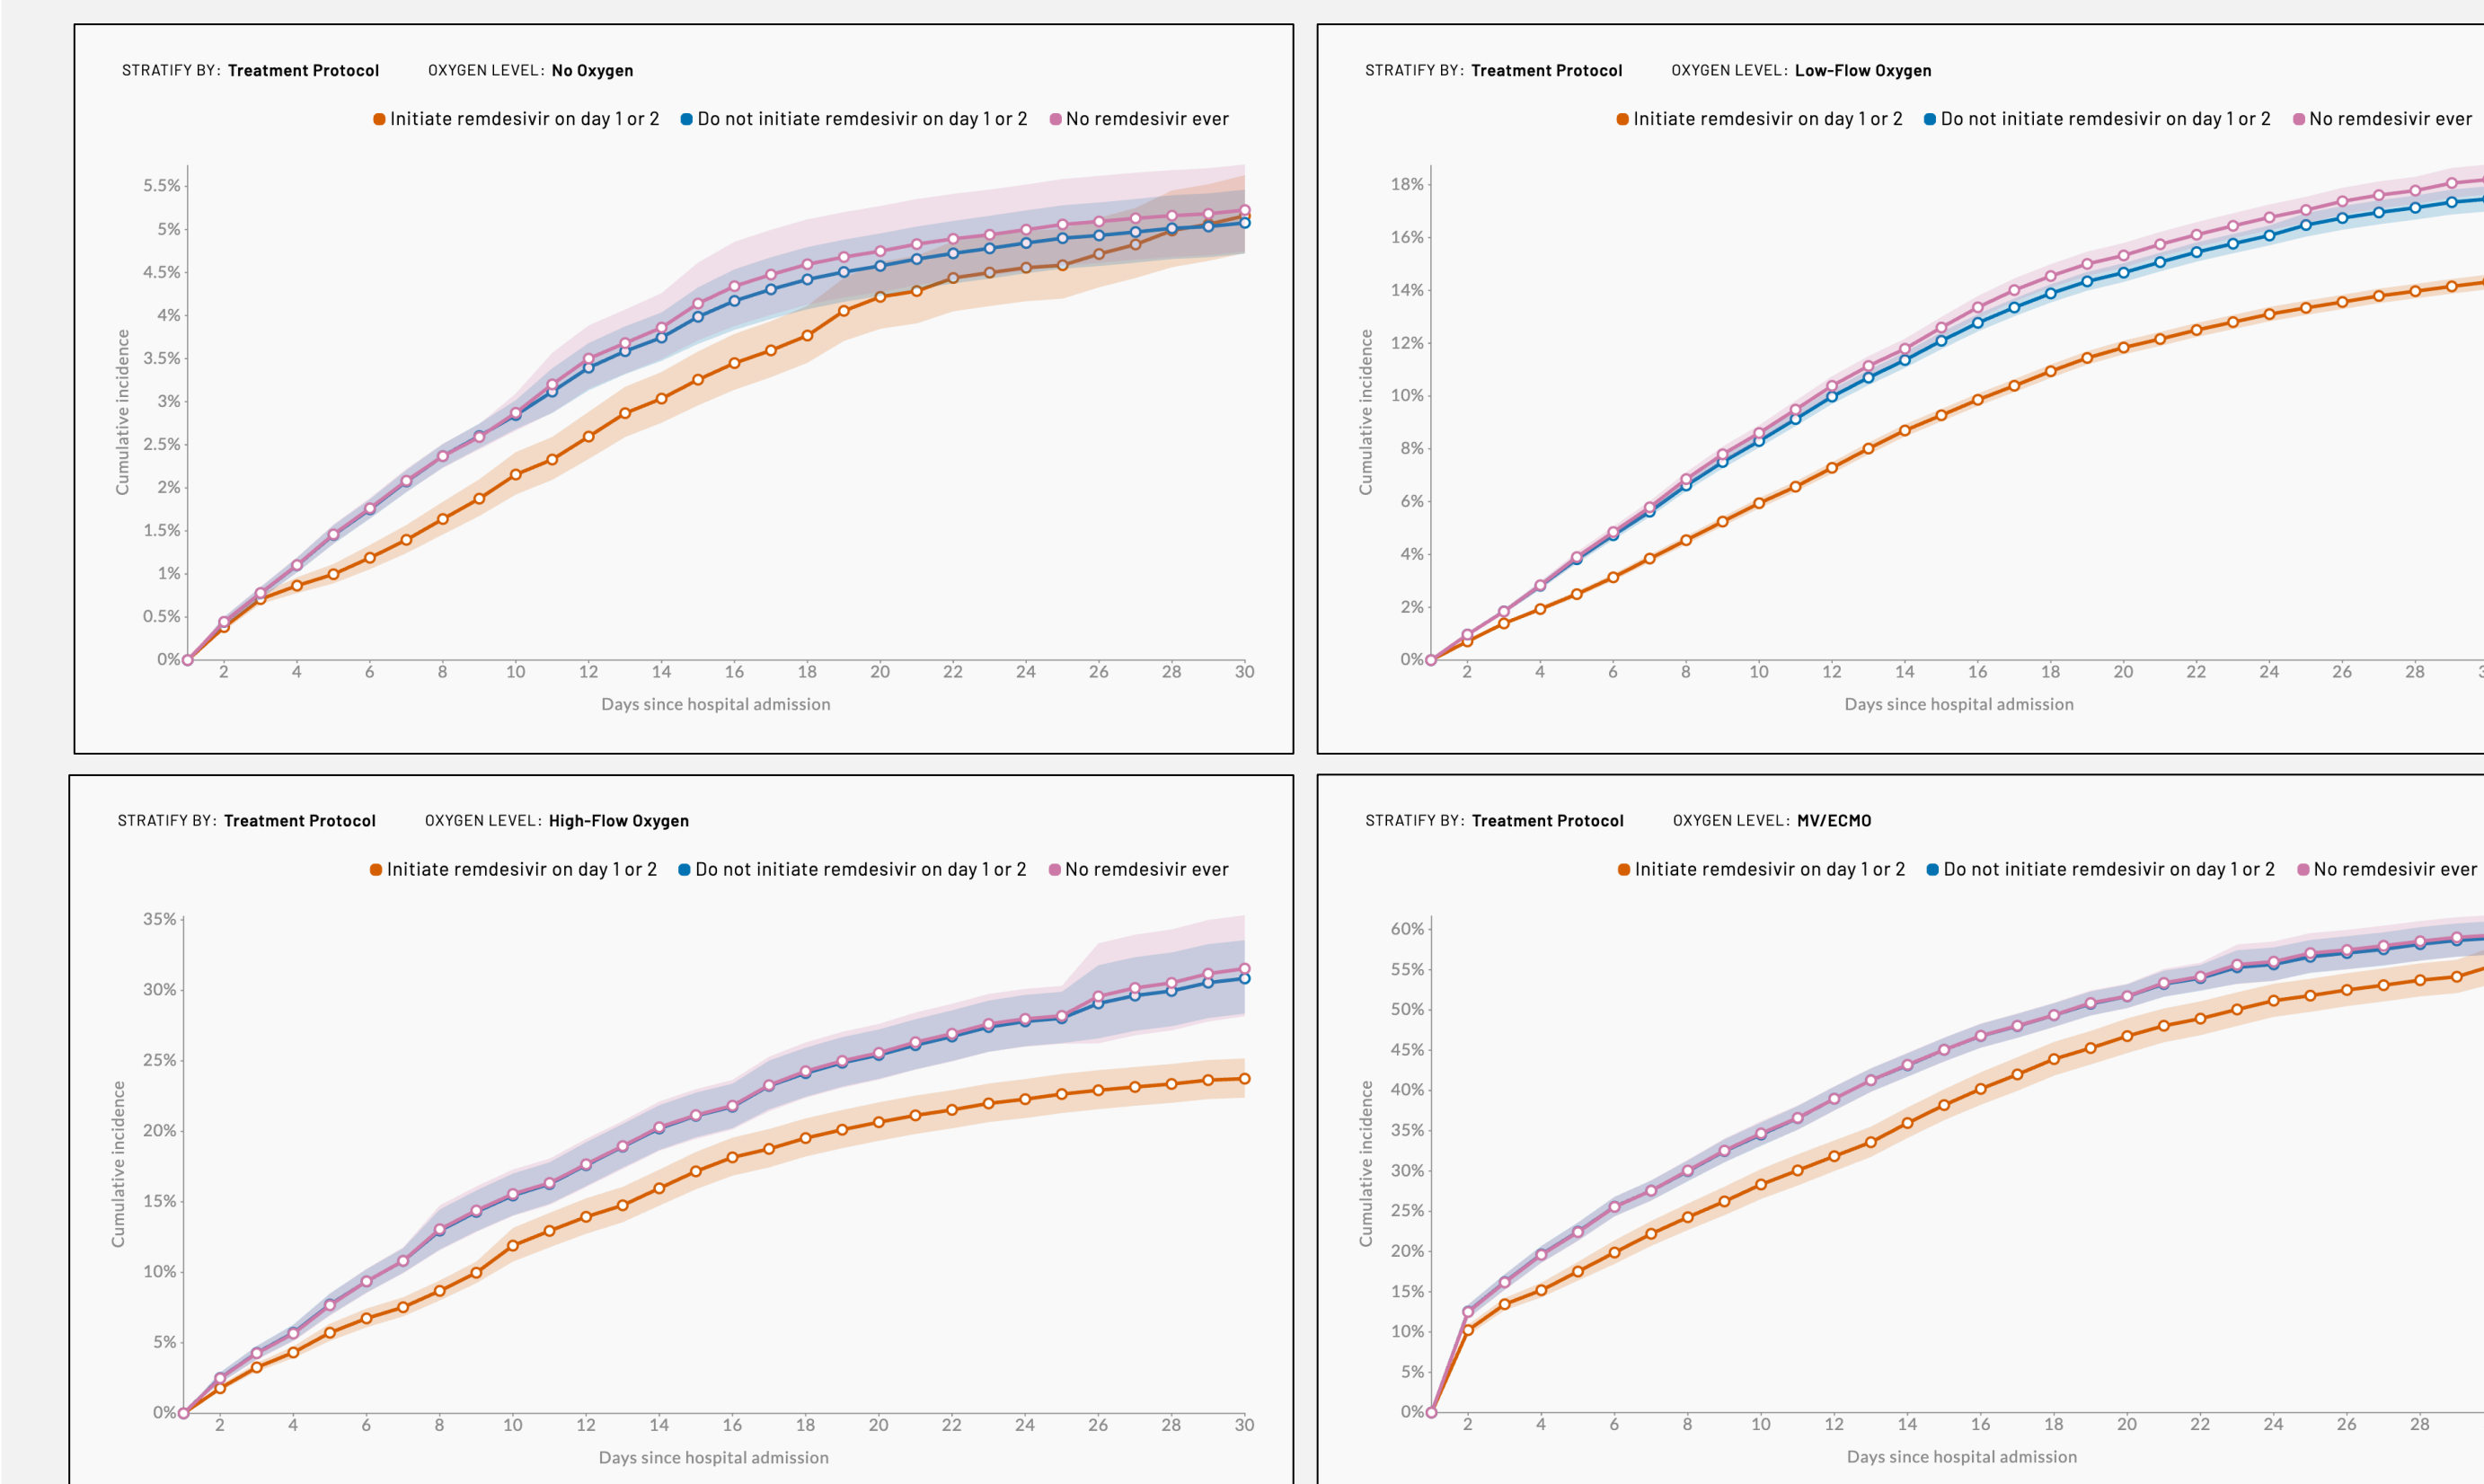 STRATIFY BY: Treatment Protocol OXYGEN LEVEL: No Oxygen
Initiate remdesivir on day 1 or 2 Do not initiate remdesivir on day 1 or 2 No remdesivir ever
5.5%
5%
4.5%
4%
3.5%
3%
2.5%
2%
1.5%
1%
0.5%
0%
Cumulative incidence
2 4 6 8 10 12 14 16 18 20 22 24 26 28 30
Days since hospital admission
STRATIFY BY: Treatment Protocol OXYGEN LEVEL: Low-Flow Oxygen
Initiate remdesivir on day 1 or 2 Do not initiate remdesivir on day 1 or 2 No remdesivir ever
18%
16%
14%
12%
10%
8%
6%
4%
2%
0%
Cumulative incidence
2 4 6 8 10 12 14 16 18 20 22 24 26 28
Days since hospital admission
STRATIFY BY: Treatment Protocol OXYGEN LEVEL: High-Flow Oxygen
Initiate remdesivir on day 1 or 2 Do not initiate remdesivir on day 1 or 2 No remdesivir ever
35%
30%
25%
20%
15%
10%
5%
0%
Cumulative incidence
2 4 6 8 10 12 14 16 18 20 22 24 26 28 30
Days since hospital admission
STRATIFY BY: Treatment Protocol OXYGEN LEVEL: MV/ECMO
Initiate remdesivir on day 1 or 2 Do not initiate remdesivir on day 1 or 2 No remdesivir ever
60%
55%
50%
45%
40%
35%
30%
25%
20%
15%
10%
5%
0%
Cumulative incidence
2 4 6 8 10 12 14 16 18 20 22 24 26 28
Days since hospital admission